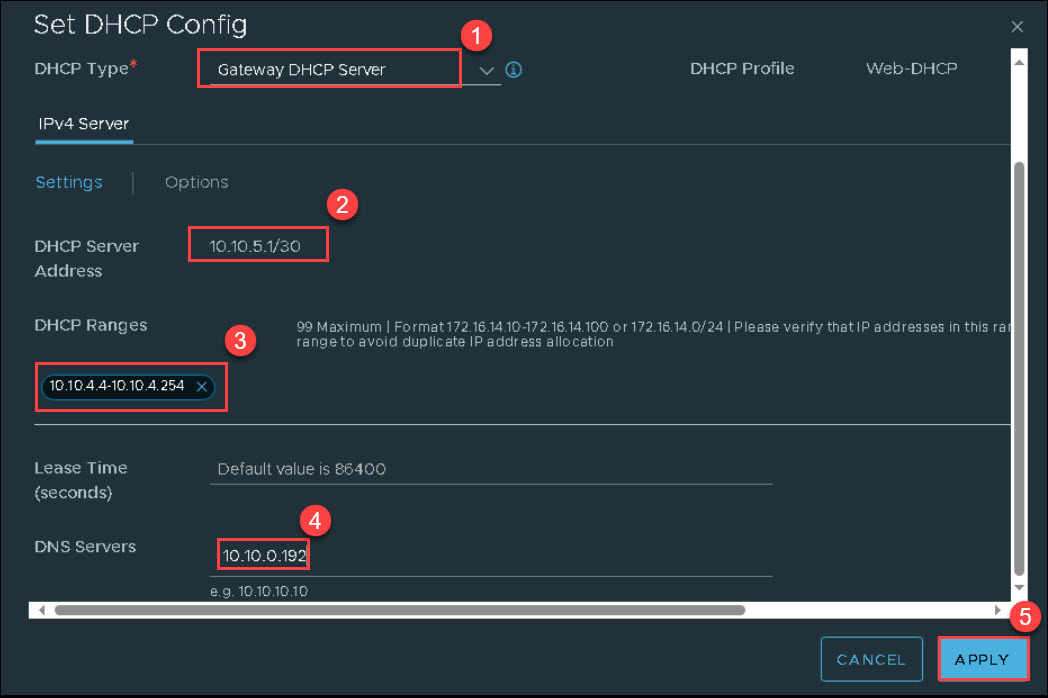 Set DHCP Config
1
DHCP Type*
Gateway DHCP Server
DHCP Profile
Web-DHCP
IPv4 Server
Settings
Options
2
DHCP Server
Address
10.10.5.1/30
DHCP Ranges
3
99 Maximum | Format 172.16.14.10-172.16.14.100 or 172.16.14.0/24 | Please verify that IP addresses in this
range to avoid duplicate IP address allocation
10.10.4.4-10.10.4.254
Lease Time
(seconds)
Default value is 86400
4
DNS Servers
10.10.0.192
e.g. 10.10.10.10
5
CANCEL
APPLY